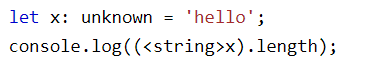 let x: unknown = 'hello';
console.log((<string>x).length);